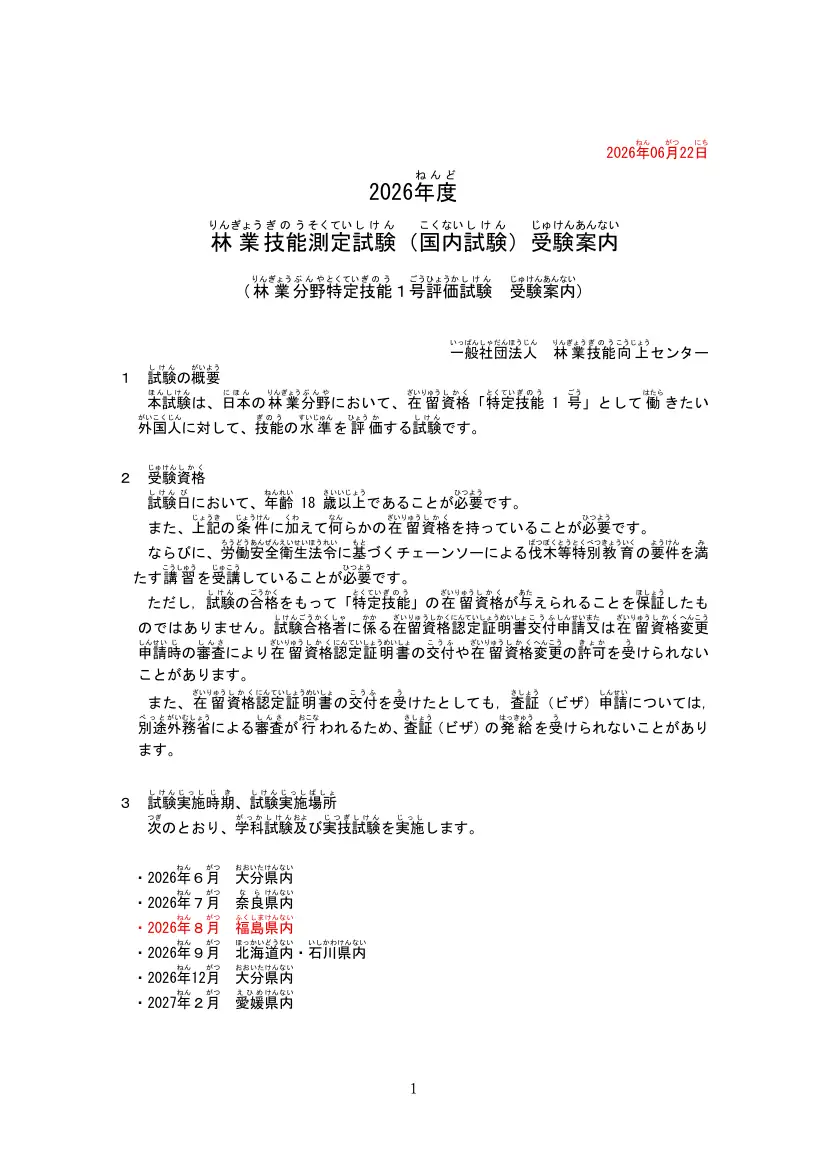 2026年06月22日
2026年度
林業技能測定試験（国内試験）受験案内
（林業分野特定技能１号評価試験　受験案内）
一般社団法人　林業技能向上センター
１　試験の概要
本試験は、日本の林業分野において、在留資格「特定技能 1 号」として働きたい
外国人に対して、技能の水準を評価する試験です。
２　受験資格
試験日において、年齢 18 歳以上であることが必要です。
また、上記の条件に加えて何らかの在留資格を持っていることが必要です。
ならびに、労働安全衛生法令に基づくチェーンソーによる伐木等特別教育の要件を満
たす講習を受講していることが必要です。
ただし，試験の合格をもって「特定技能」の在留資格が与えられることを保証したも
のではありません。試験合格者に係る在留資格認定証明書交付申請又は在留資格変更
申請時の審査により在留資格認定証明書の交付や在留資格変更の許可を受けられない
ことがあります。
また、在留資格認定証明書の交付を受けたとしても，査証（ビザ）申請については，
別途外務省による審査が行われるため、査証（ビザ）の発給を受けられないことがあり
ます。
３　試験実施時期、試験実施場所
次のとおり、学科試験及び実技試験を実施します。
・2026年６月　大分県内
・2026年７月　奈良県内
・2026年８月　福島県内
・2026年９月　北海道内・石川県内
・2026年12月　大分県内
・2027年２月　愛媛県内
1